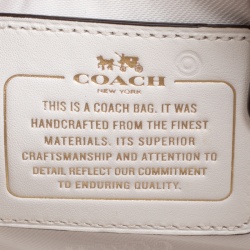 COACH
NEW YORK
THIS IS A COACH BAG. IT WAS
HANDCRAFTED FROM THE FINEST
MATERIALS. ITS SUPERIOR
CRAFTSMANSHIP AND ATTENTION TO
DETAIL REFLECT OUR COMMITMENT
TO ENDURING QUALITY.